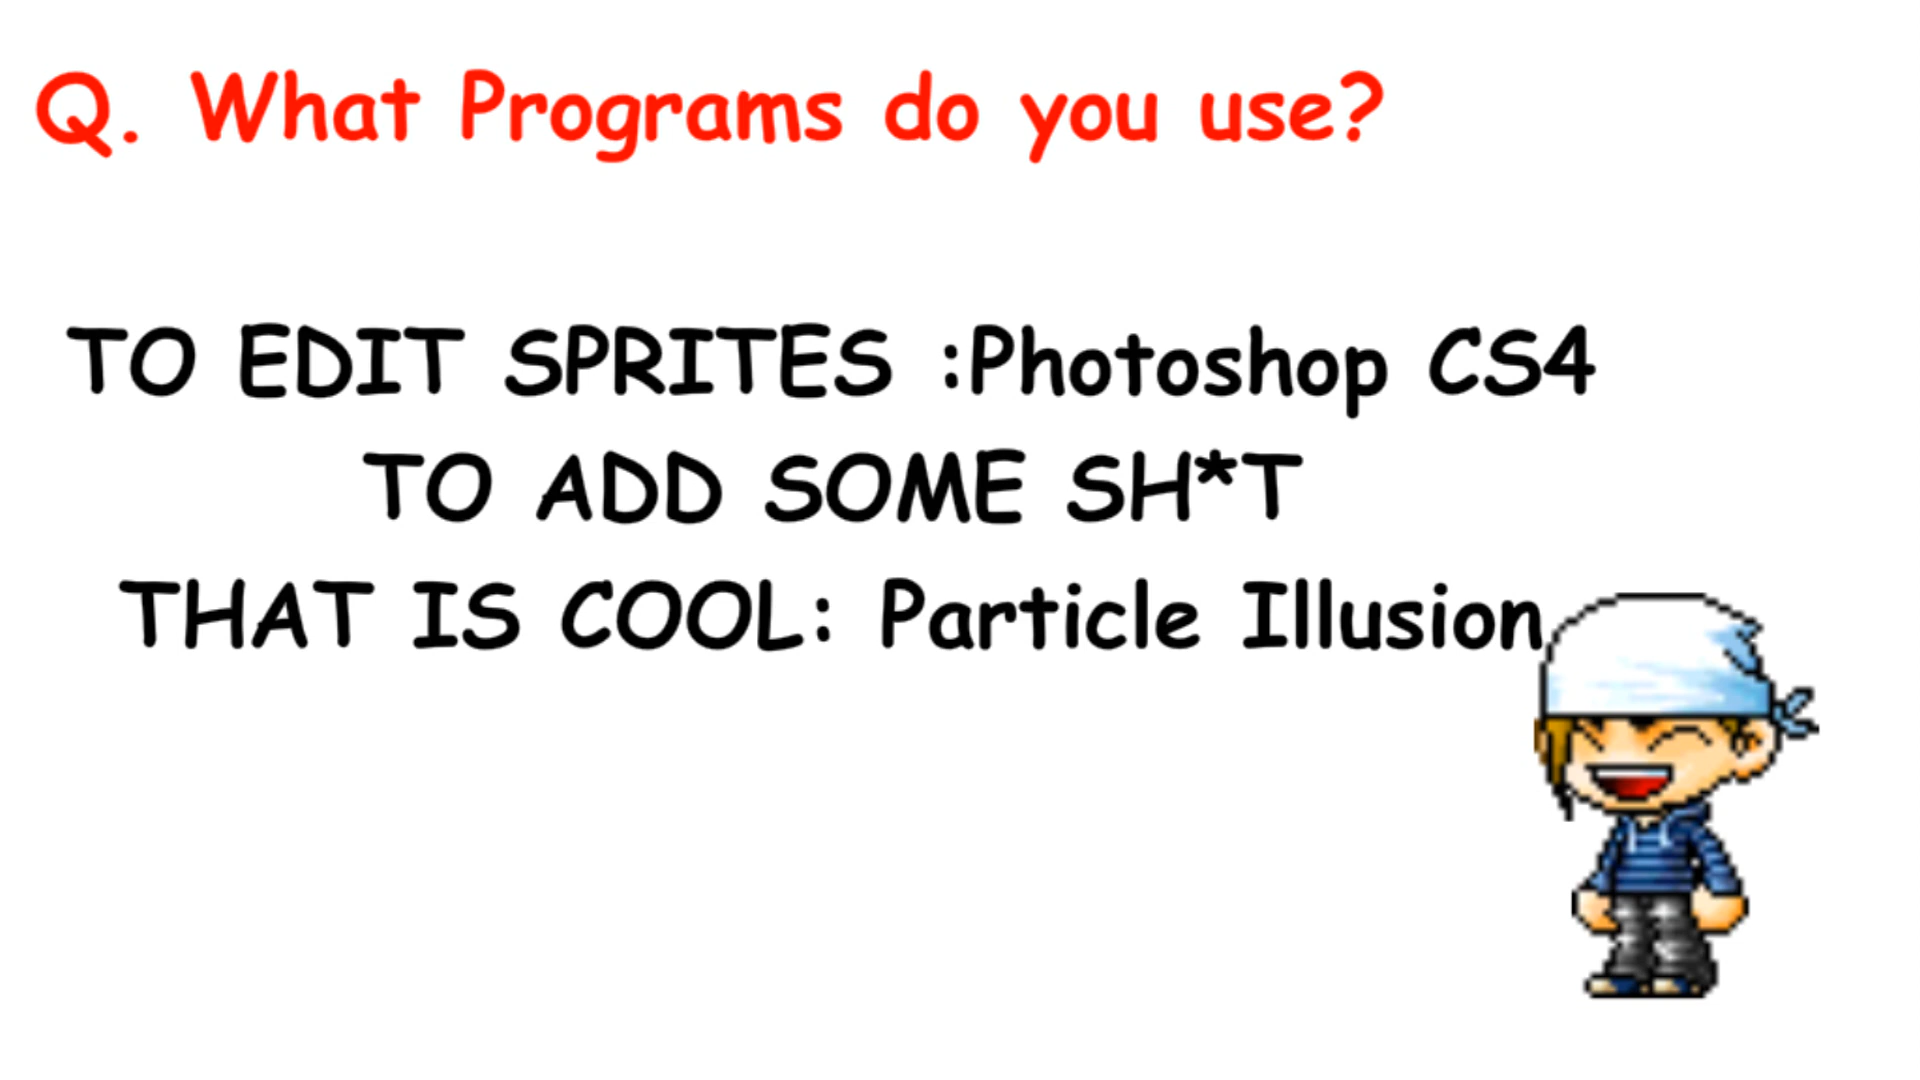 Q. What Programs do you use?
TO EDIT SPRITES :Photoshop CS4
TO ADD SOME SH*T
THAT IS COOL: Particle Illusion